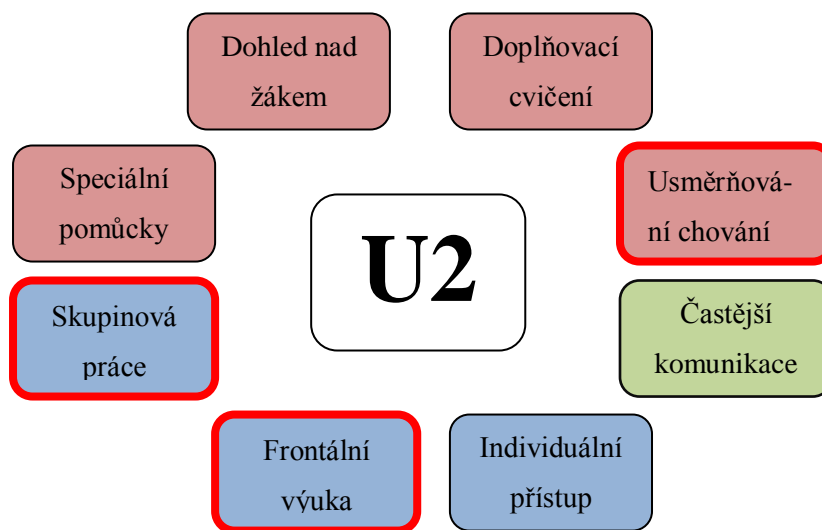 Dohled nad
žákem
Doplňovací
cvičení
Speciální
pomůcky
Usměrňová-
ní chování
U2
Skupinová
práce
Častější
komunikace
Frontální
výuka
Individuální
přístup